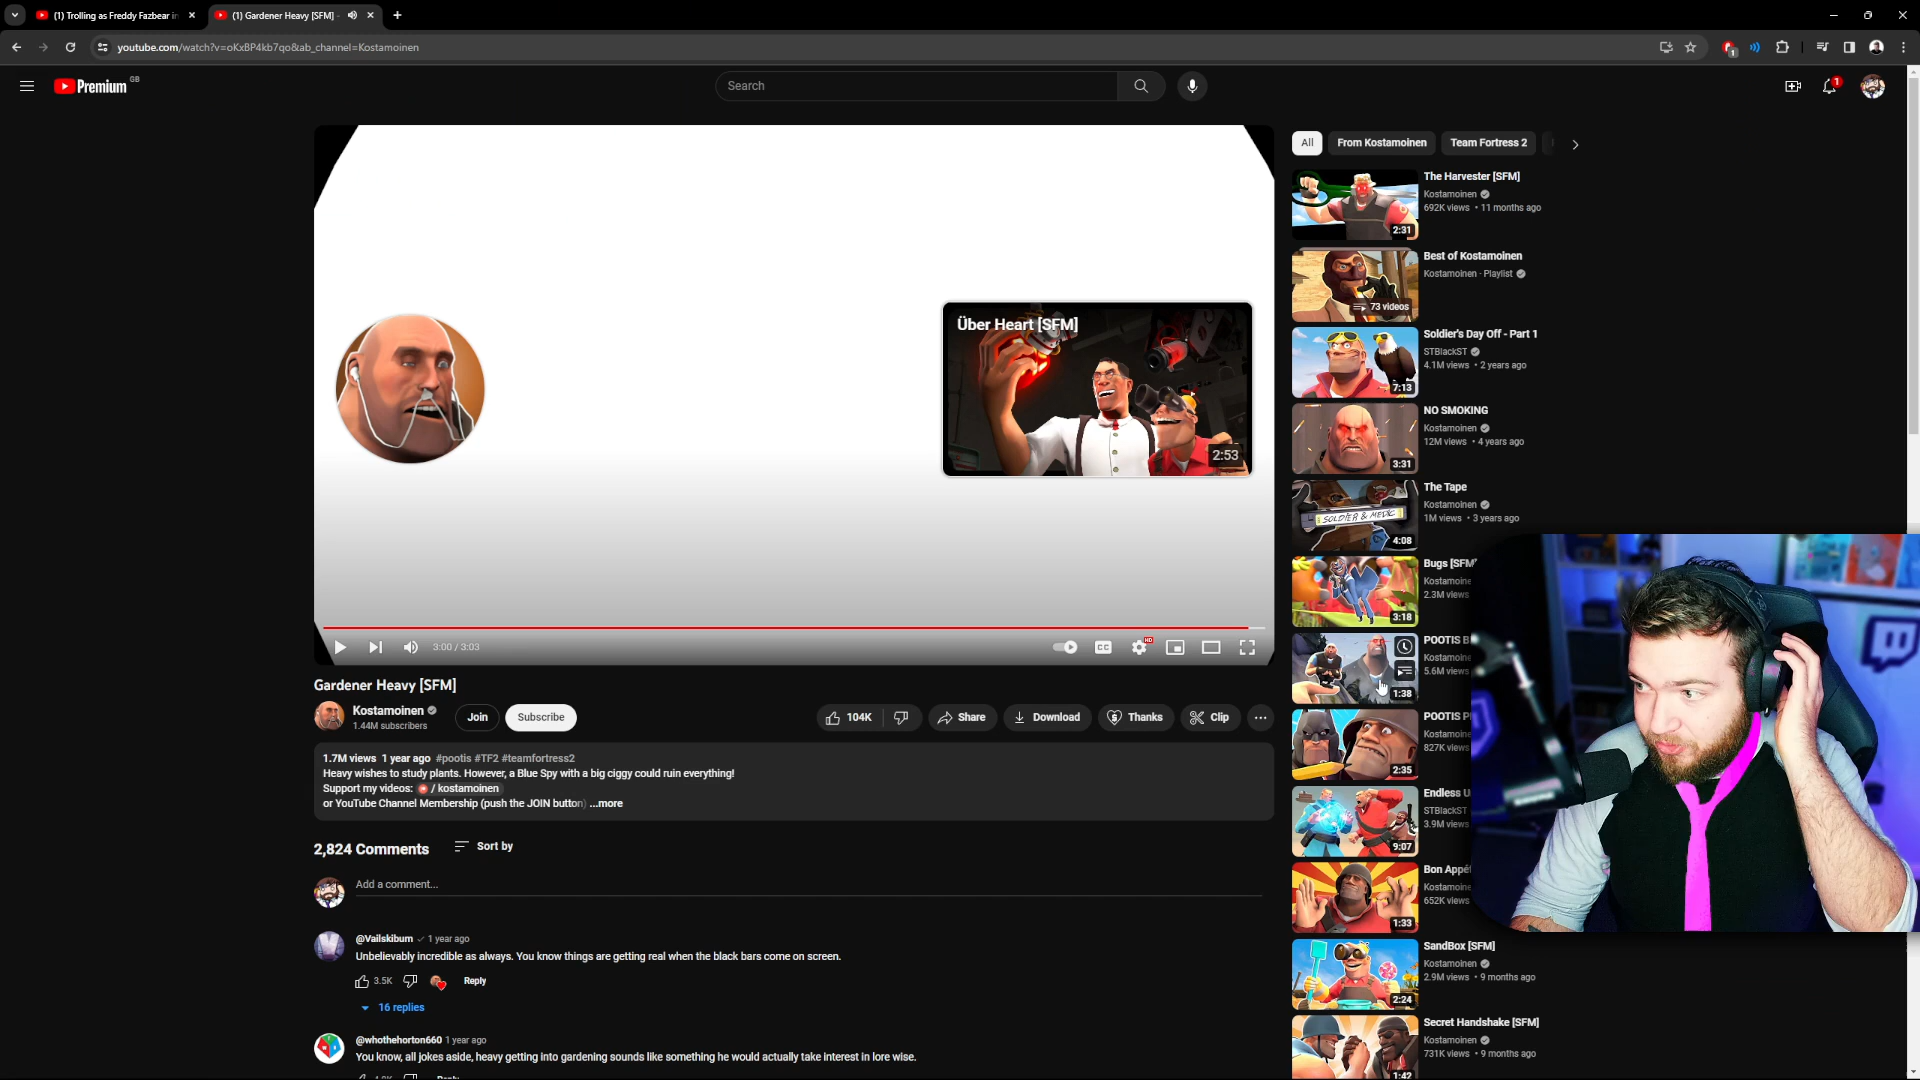 (1) Trolling as Freddy Fazbear in
(1) Gardener Heavy [SFM] -
youtube.com/watch?v=oKxBP4kb7qo&ab_channel=Kostamoinen
1
Premium
GB
Search
1
Über Heart [SFM]
2:53
3:00 / 3:03
CC
HD
Gardener Heavy [SFM]
Kostamoinen
1.44M subscribers
Join
Subscribe
104K
Share
Download
Thanks
Clip
1.7M views 1 year ago #pootis #TF2 #teamfortress2
Heavy wishes to study plants. However, a Blue Spy with a big ciggy could ruin everything!
Support my videos: / kostamoinen
or YouTube Channel Membership (push the JOIN button) ...more
2,824 Comments
Sort by
Add a comment...
@Vailskibum 1 year ago
Unbelievably incredible as always. You know things are getting real when the black bars come on screen.
3.5K
Reply
16 replies
@whothehorton660 1 year ago
You know, all jokes aside, heavy getting into gardening sounds like something he would actually take interest in lore wise.
Reply
All
From Kostamoinen
Team Fortress 2
The Harvester [SFM]
Kostamoinen
692K views • 11 months ago
2:31
Best of Kostamoinen
Kostamoinen · Playlist
73 videos
Soldier's Day Off - Part 1
STBlackST
4.1M views • 2 years ago
7:13
NO SMOKING
Kostamoinen
12M views • 4 years ago
3:31
The Tape
Kostamoinen
1M views • 3 years ago
SOLDIER & MEDIC
4:08
Bugs [SFM]
Kostamoine
2.3M views
3:18
POOTIS B
Kostamoine
5.6M views
1:38
POOTIS P
Kostamoine
827K views
2:35
Endless U
STBlackST
3.9M views
9:07
Bon Appét
Kostamoine
652K views
1:33
SandBox [SFM]
Kostamoinen
2.9M views • 9 months ago
2:24
Secret Handshake [SFM]
Kostamoinen
731K views • 9 months ago
1:42